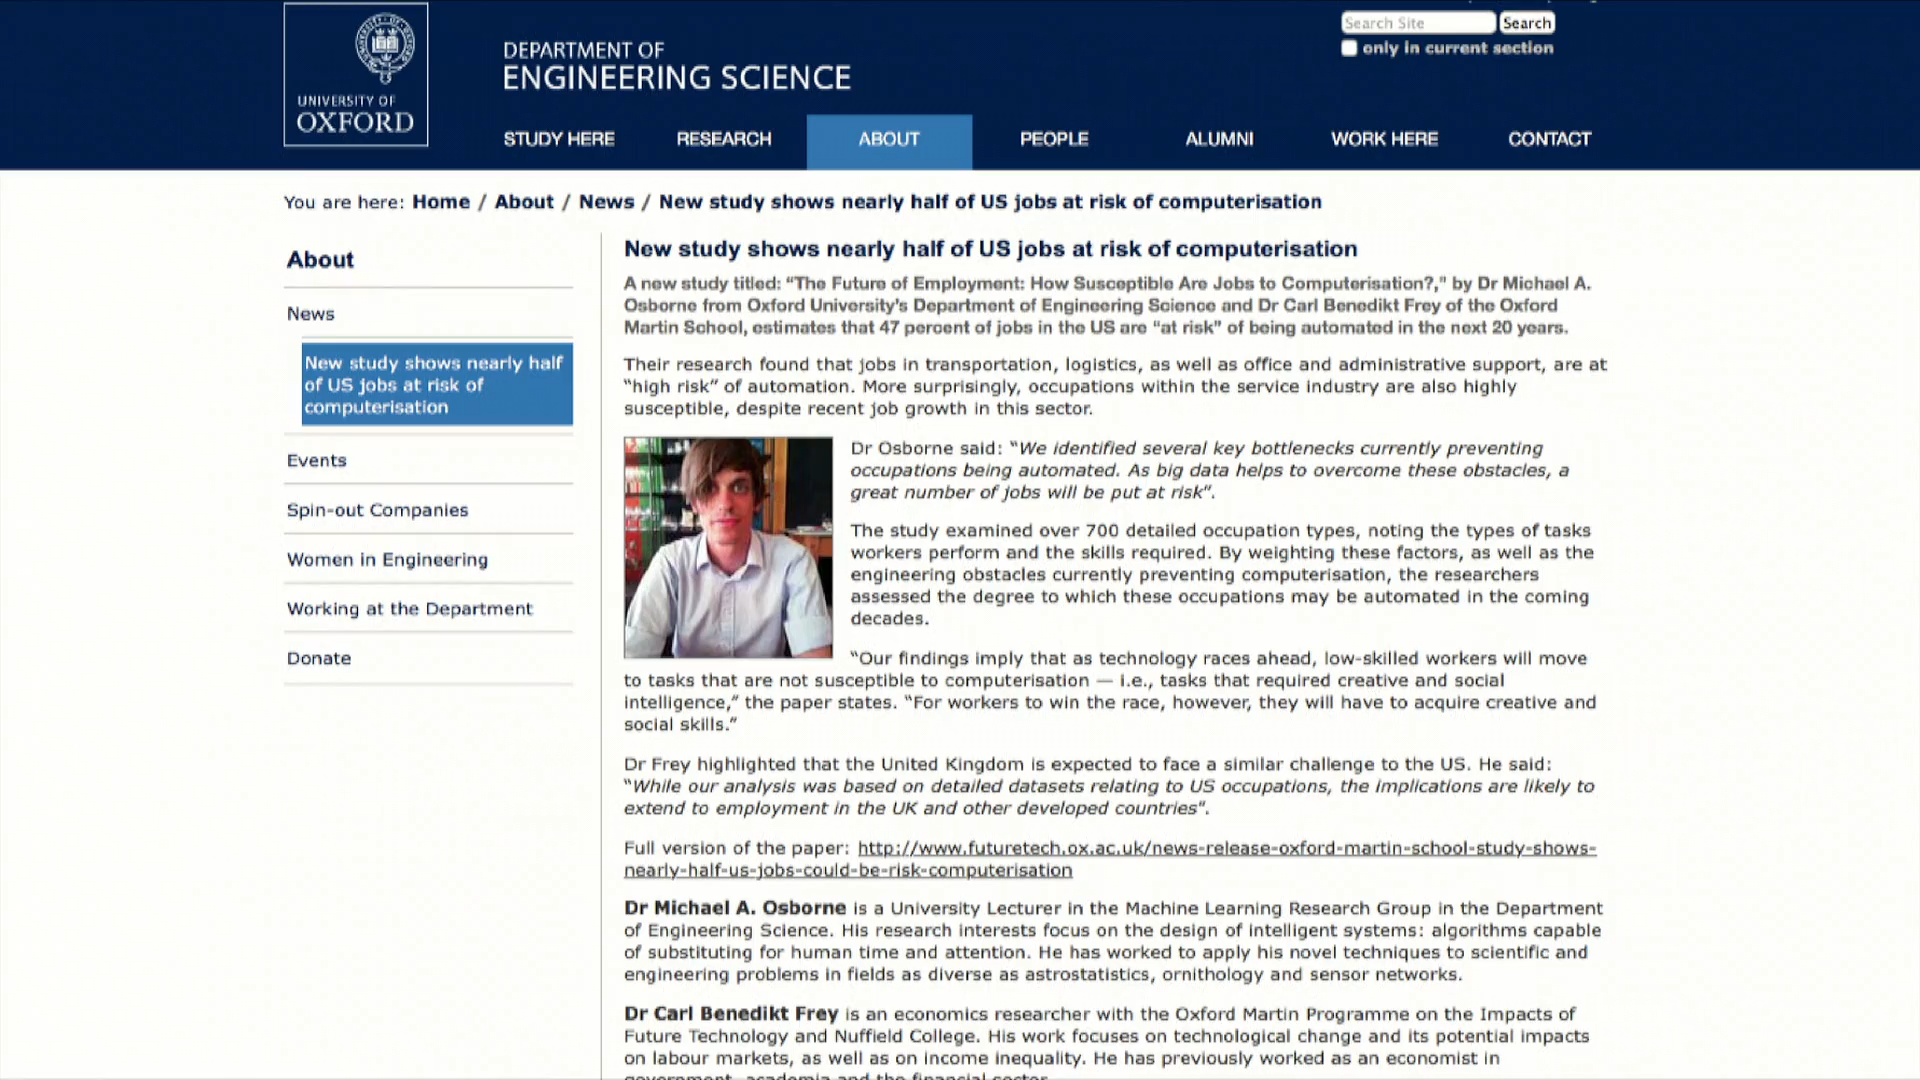 Search Site Search
only in current section
UNIVERSITY OF
OXFORD
DEPARTMENT OF
ENGINEERING SCIENCE
STUDY HERE RESEARCH ABOUT PEOPLE ALUMNI WORK HERE CONTACT
You are here: Home / About / News / New study shows nearly half of US jobs at risk of computerisation
About
News
New study shows nearly half
of US jobs at risk of
computerisation
Events
Spin-out Companies
Women in Engineering
Working at the Department
Donate
New study shows nearly half of US jobs at risk of computerisation
A new study titled: “The Future of Employment: How Susceptible Are Jobs to Computerisation?,” by Dr Michael A.
Osborne from Oxford University’s Department of Engineering Science and Dr Carl Benedikt Frey of the Oxford
Martin School, estimates that 47 percent of jobs in the US are “at risk” of being automated in the next 20 years.
Their research found that jobs in transportation, logistics, as well as office and administrative support, are at
“high risk” of automation. More surprisingly, occupations within the service industry are also highly
susceptible, despite recent job growth in this sector.
Dr Osborne said: “We identified several key bottlenecks currently preventing
occupations being automated. As big data helps to overcome these obstacles, a
great number of jobs will be put at risk”.
The study examined over 700 detailed occupation types, noting the types of tasks
workers perform and the skills required. By weighting these factors, as well as the
engineering obstacles currently preventing computerisation, the researchers
assessed the degree to which these occupations may be automated in the coming
decades.
“Our findings imply that as technology races ahead, low-skilled workers will move
to tasks that are not susceptible to computerisation — i.e., tasks that required creative and social
intelligence,” the paper states. “For workers to win the race, however, they will have to acquire creative and
social skills.”
Dr Frey highlighted that the United Kingdom is expected to face a similar challenge to the US. He said:
“While our analysis was based on detailed datasets relating to US occupations, the implications are likely to
extend to employment in the UK and other developed countries”.
Full version of the paper: http://www.futuretech.ox.ac.uk/news-release-oxford-martin-school-study-shows-
nearly-half-us-jobs-could-be-risk-computerisation
Dr Michael A. Osborne is a University Lecturer in the Machine Learning Research Group in the Department
of Engineering Science. His research interests focus on the design of intelligent systems: algorithms capable
of substituting for human time and attention. He has worked to apply his novel techniques to scientific and
engineering problems in fields as diverse as astrostatistics, ornithology and sensor networks.
Dr Carl Benedikt Frey is an economics researcher with the Oxford Martin Programme on the Impacts of
Future Technology and Nuffield College. His work focuses on technological change and its potential impacts
on labour markets, as well as on income inequality. He has previously worked as an economist in
government, academia and the financial sector.